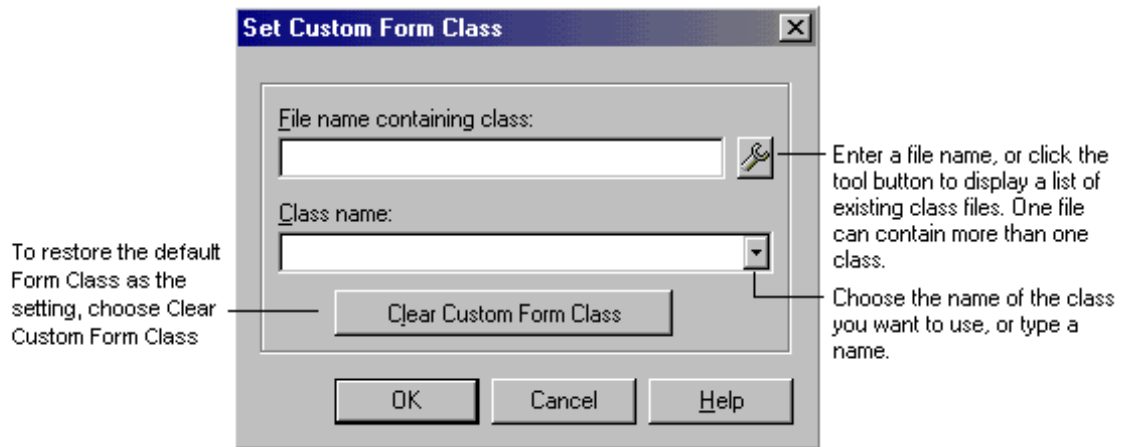 Set Custom Form Class
File name containing class:
Enter a file name, or click the
tool button to display a list of
existing class files. One file
can contain more than one
class.
Class name:
To restore the default
Form Class as the
setting, choose Clear
Custom Form Class
Clear Custom Form Class
Choose the name of the class
you want to use, or type a
name.
OK
Cancel
Help